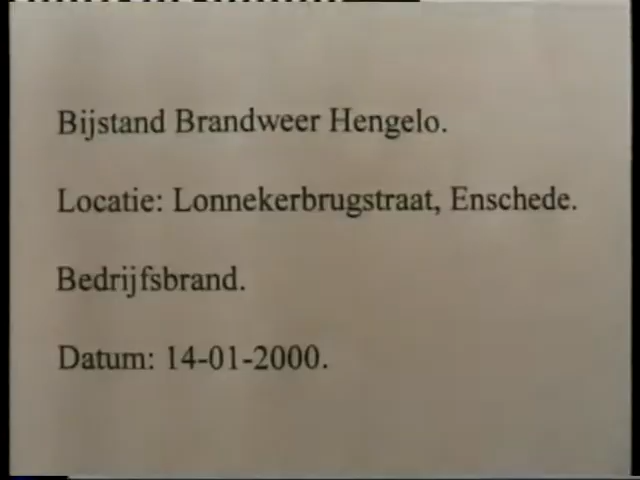 Bijstand Brandweer Hengelo.
Locatie: Lonnekerbrugstraat, Enschede.
Bedrijfsbrand.
Datum: 14-01-2000.